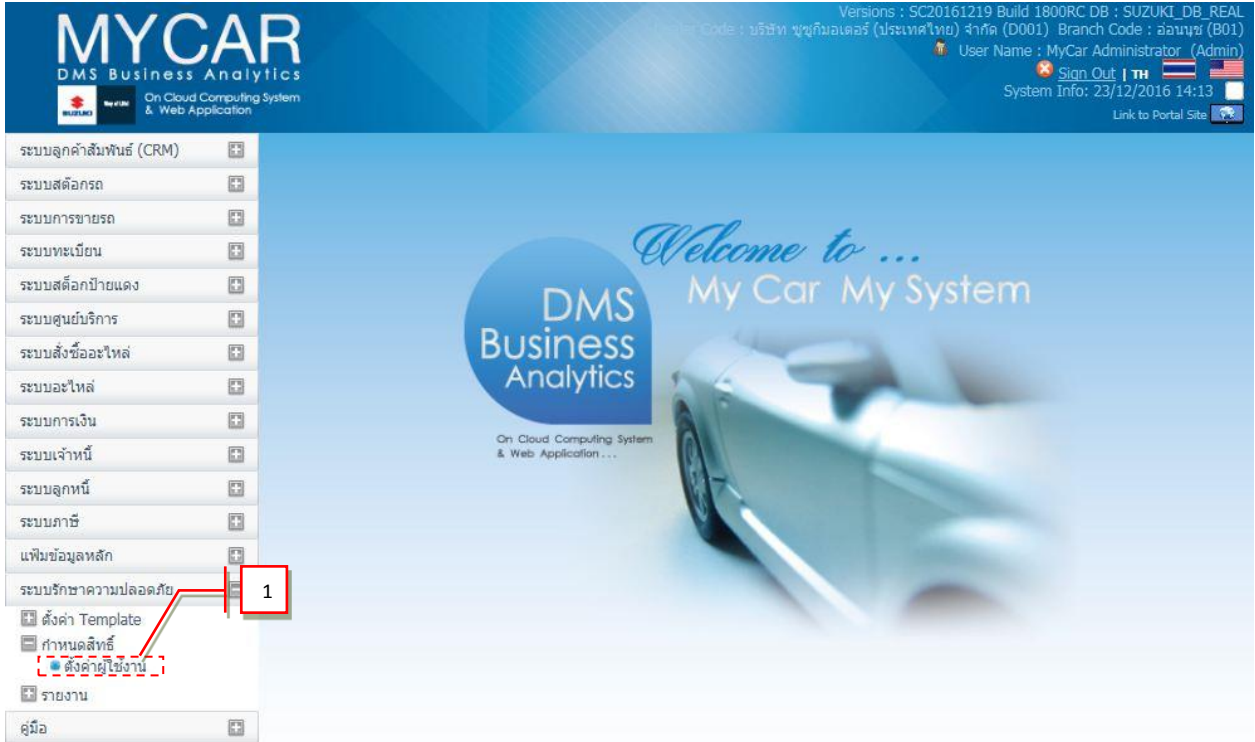 MYCAR
DMS Business Analytics
SUZUKI
Way of Life!
On Cloud Computing System
& Web Application
Versions : SC20161219 Build 1800RC DB : SUZUKI_DB_REAL
Code : บริษัท ซูซูกิมอเตอร์ (ประเทศไทย) จำกัด (D001) Branch Code : อ่อนนุช (B01)
User Name : MyCar Administrator (Admin)
Sign Out | TH
System Info: 23/12/2016 14:13
Link to Portal Site
ระบบลูกค้าสัมพันธ์ (CRM)
ระบบสต๊อกรถ
ระบบการขายรถ
ระบบทะเบียน
ระบบสต็อกป้ายแดง
ระบบศูนย์บริการ
ระบบสั่งซื้ออะไหล่
ระบบอะไหล่
ระบบการเงิน
ระบบเจ้าหนี้
ระบบลูกหนี้
ระบบภาษี
แฟ้มข้อมูลหลัก
ระบบรักษาความปลอดภัย
1
ตั้งค่า Template
กำหนดสิทธิ์
ตั้งค่าผู้ใช้งาน
รายงาน
คู่มือ
Welcome to ...
My Car My System
DMS
Business
Analytics
On Cloud Computing System
& Web Application . . .